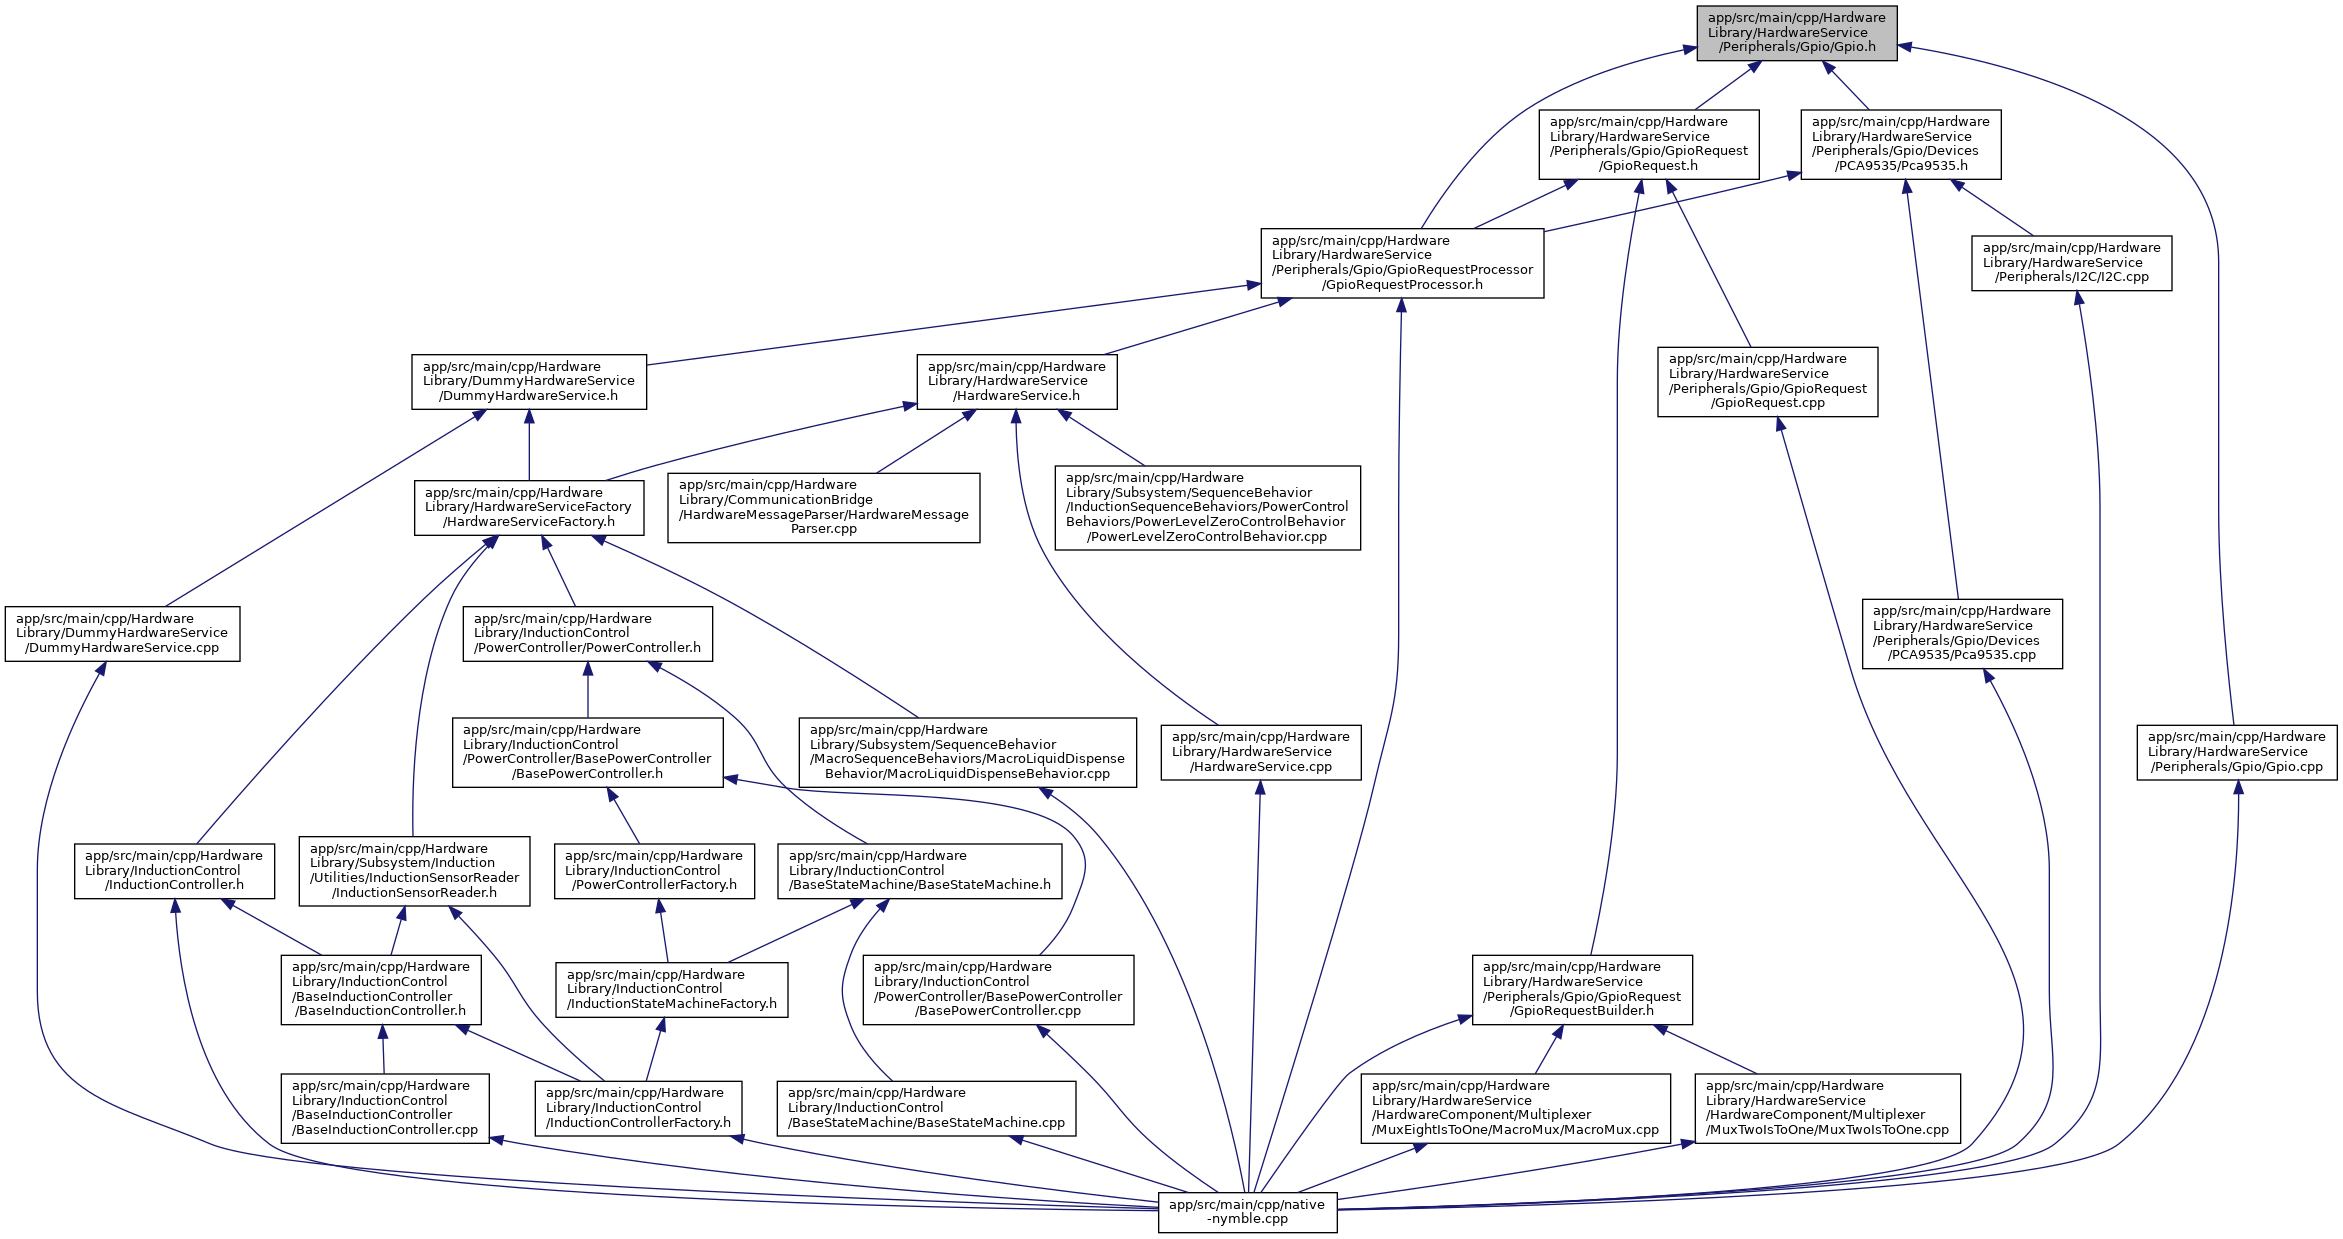 app/src/main/cpp/Hardware
Library/HardwareService
/Peripherals/Gpio/Gpio.h
app/src/main/cpp/Hardware
Library/HardwareService
/Peripherals/Gpio/GpioRequest
/GpioRequest.h
app/src/main/cpp/Hardware
Library/HardwareService
/Peripherals/Gpio/Devices
/PCA9535/Pca9535.h
app/src/main/cpp/Hardware
Library/HardwareService
/Peripherals/Gpio/GpioRequestProcessor
/GpioRequestProcessor.h
app/src/main/cpp/Hardware
Library/HardwareService
/Peripherals/I2C/I2C.cpp
app/src/main/cpp/Hardware
Library/DummyHardwareService
/DummyHardwareService.h
app/src/main/cpp/Hardware
Library/HardwareService
/HardwareService.h
app/src/main/cpp/Hardware
Library/HardwareService
/Peripherals/Gpio/GpioRequest
/GpioRequest.cpp
app/src/main/cpp/Hardware
Library/HardwareServiceFactory
/HardwareServiceFactory.h
app/src/main/cpp/Hardware
Library/CommunicationBridge
/HardwareMessageParser/HardwareMessage
Parser.cpp
app/src/main/cpp/Hardware
Library/Subsystem/SequenceBehavior
/InductionSequenceBehaviors/PowerControl
Behaviors/PowerLevelZeroControlBehavior
/PowerLevelZeroControlBehavior.cpp
app/src/main/cpp/Hardware
Library/DummyHardwareService
/DummyHardwareService.cpp
app/src/main/cpp/Hardware
Library/InductionControl
/PowerController/PowerController.h
app/src/main/cpp/Hardware
Library/HardwareService
/Peripherals/Gpio/Devices
/PCA9535/Pca9535.cpp
app/src/main/cpp/Hardware
Library/InductionControl
/PowerController/BasePowerController
/BasePowerController.h
app/src/main/cpp/Hardware
Library/Subsystem/SequenceBehavior
/MacroSequenceBehaviors/MacroLiquidDispense
Behavior/MacroLiquidDispenseBehavior.cpp
app/src/main/cpp/Hardware
Library/HardwareService
/HardwareService.cpp
app/src/main/cpp/Hardware
Library/HardwareService
/Peripherals/Gpio/Gpio.cpp
app/src/main/cpp/Hardware
Library/InductionControl
/InductionController.h
app/src/main/cpp/Hardware
Library/Subsystem/Induction
/Utilities/InductionSensorReader
/InductionSensorReader.h
app/src/main/cpp/Hardware
Library/InductionControl
/PowerControllerFactory.h
app/src/main/cpp/Hardware
Library/InductionControl
/BaseStateMachine/BaseStateMachine.h
app/src/main/cpp/Hardware
Library/InductionControl
/BaseInductionController
/BaseInductionController.h
app/src/main/cpp/Hardware
Library/InductionControl
/InductionStateMachineFactory.h
app/src/main/cpp/Hardware
Library/InductionControl
/PowerController/BasePowerController
/BasePowerController.cpp
app/src/main/cpp/Hardware
Library/HardwareService
/Peripherals/Gpio/GpioRequest
/GpioRequestBuilder.h
app/src/main/cpp/Hardware
Library/InductionControl
/BaseInductionController
/BaseInductionController.cpp
app/src/main/cpp/Hardware
Library/InductionControl
/InductionControllerFactory.h
app/src/main/cpp/Hardware
Library/InductionControl
/BaseStateMachine/BaseStateMachine.cpp
app/src/main/cpp/Hardware
Library/HardwareService
/HardwareComponent/Multiplexer
/MuxEightIsToOne/MacroMux/MacroMux.cpp
app/src/main/cpp/Hardware
Library/HardwareService
/HardwareComponent/Multiplexer
/MuxTwoIsToOne/MuxTwoIsToOne.cpp
app/src/main/cpp/native
-nymble.cpp